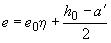 e = e₀η + (h₀ − a′)/2